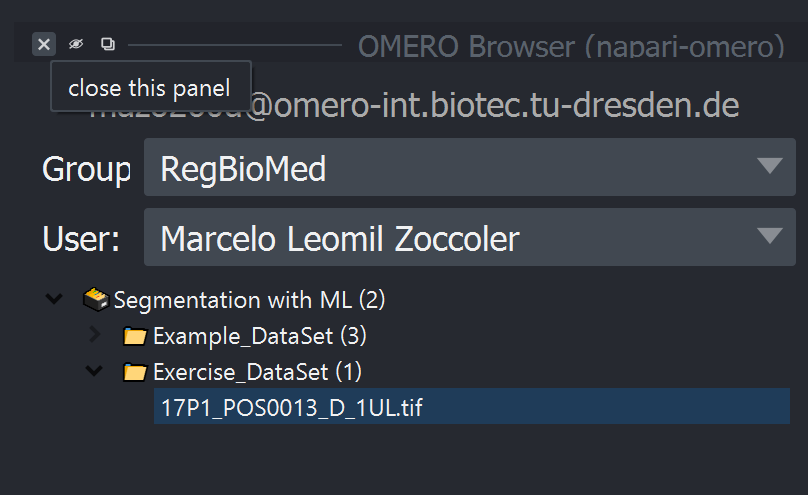 OMERO Browser (napari-omero)
close this panel
@omero-int.biotec.tu-dresden.de
Group
RegBioMed
User:
Marcelo Leomil Zoccoler
Segmentation with ML (2)
Example_DataSet (3)
Exercise_DataSet (1)
17P1_POS0013_D_1UL.tif